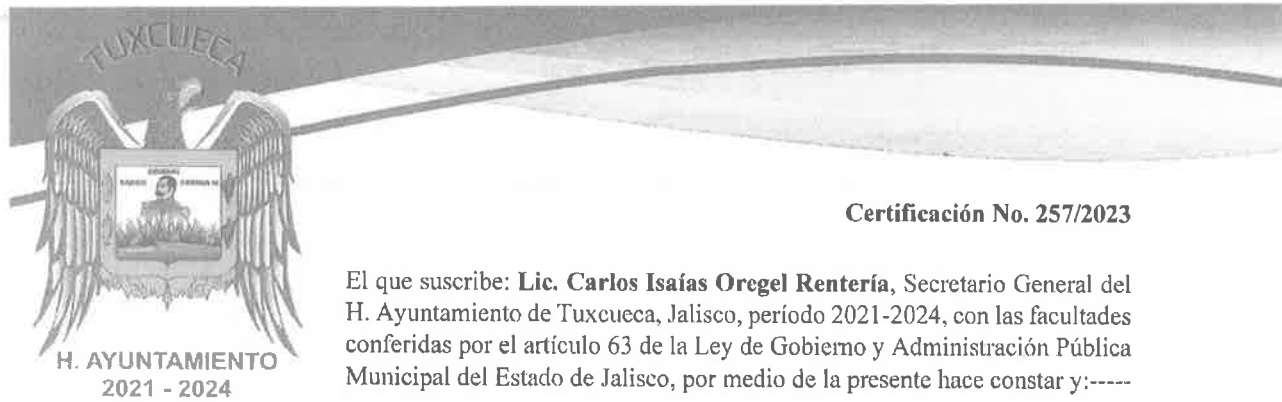 TUXCUECA
H. AYUNTAMIENTO
2021 - 2024
Certificación No. 257/2023
El que suscribe: Lic. Carlos Isaías Oregel Rentería, Secretario General del
H. Ayuntamiento de Tuxcueca, Jalisco, período 2021-2024, con las facultades
conferidas por el artículo 63 de la Ley de Gobierno y Administración Pública
Municipal del Estado de Jalisco, por medio de la presente hace constar y:-----